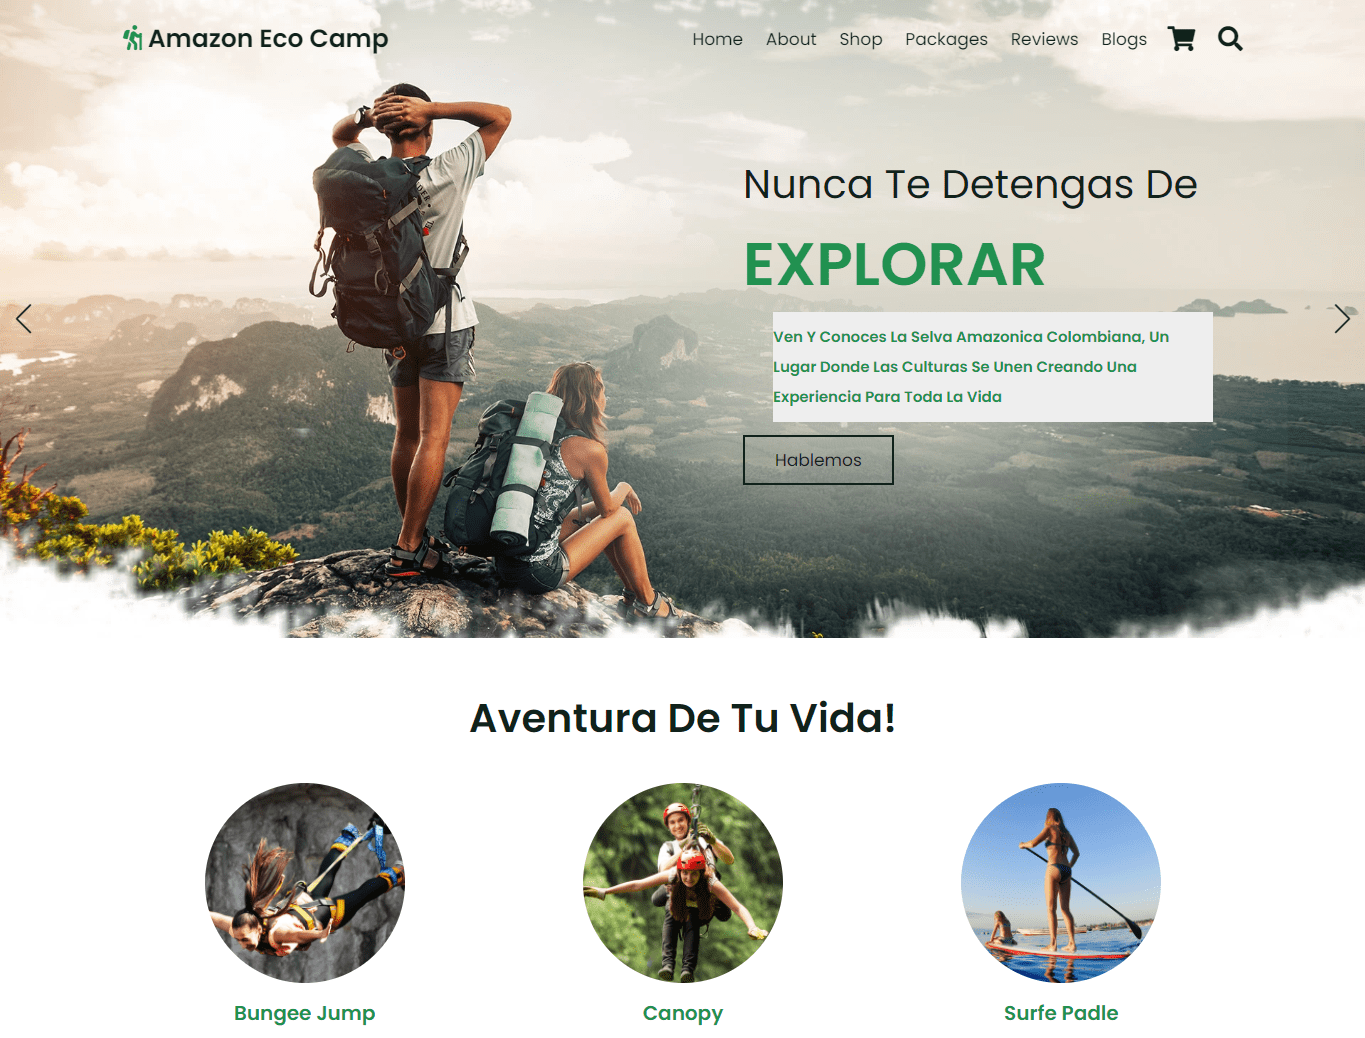 Amazon Eco Camp
Home About Shop Packages Reviews Blogs
Nunca Te Detengas De
EXPLORAR
Ven Y Conoces La Selva Amazonica Colombiana, Un
Lugar Donde Las Culturas Se Unen Creando Una
Experiencia Para Toda La Vida
Hablemos
Aventura De Tu Vida!
Bungee Jump
Canopy
Surfe Padle